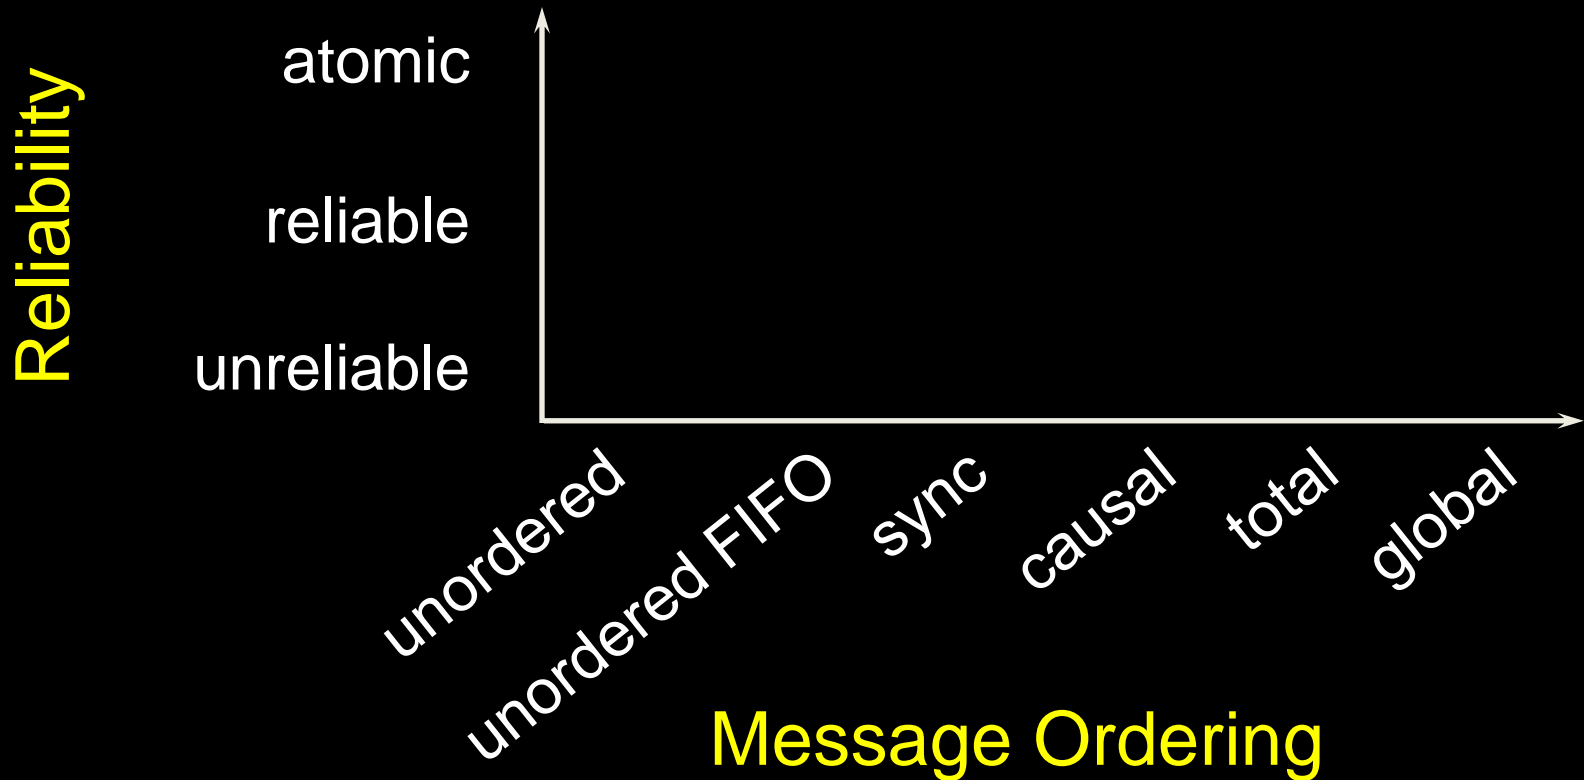 Reliability
atomic
reliable
unreliable
unordered
unordered FIFO
sync
causal
total
global
Message Ordering